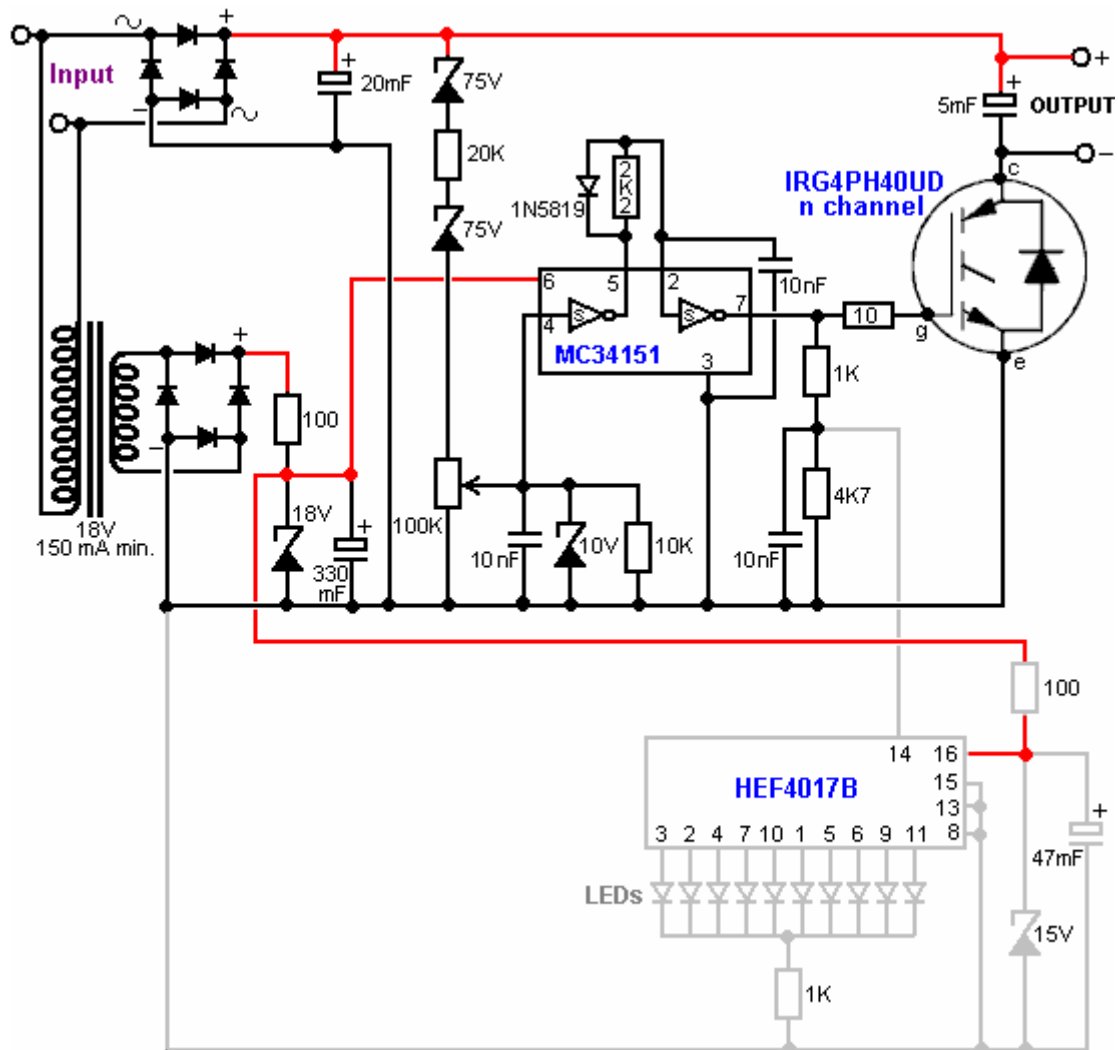 +
Input
20mF
+
75V
20K
75V
5mF
+
OUTPUT
+
−
c
IRG4PH40UD
n channel
g
e
1N5819
2K2
10nF
6
5
2
7
4
S
S
MC34151
3
10
1K
4K7
10nF
+
100
18V
150 mA min.
18V
+
330
mF
100K
10nF
10V
10K
100
14
16
15
13
8
HEF4017B
3 2 4 7 10 1 5 6 9 11
LEDs
1K
+
47mF
15V